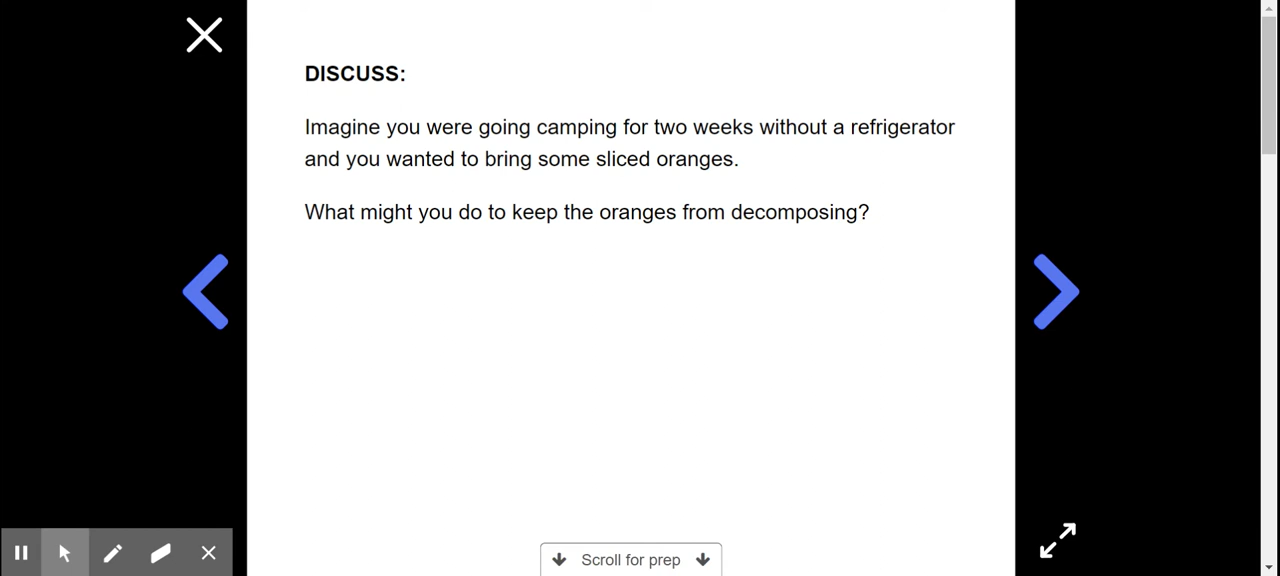 DISCUSS:
Imagine you were going camping for two weeks without a refrigerator
and you wanted to bring some sliced oranges.
What might you do to keep the oranges from decomposing?
Scroll for prep